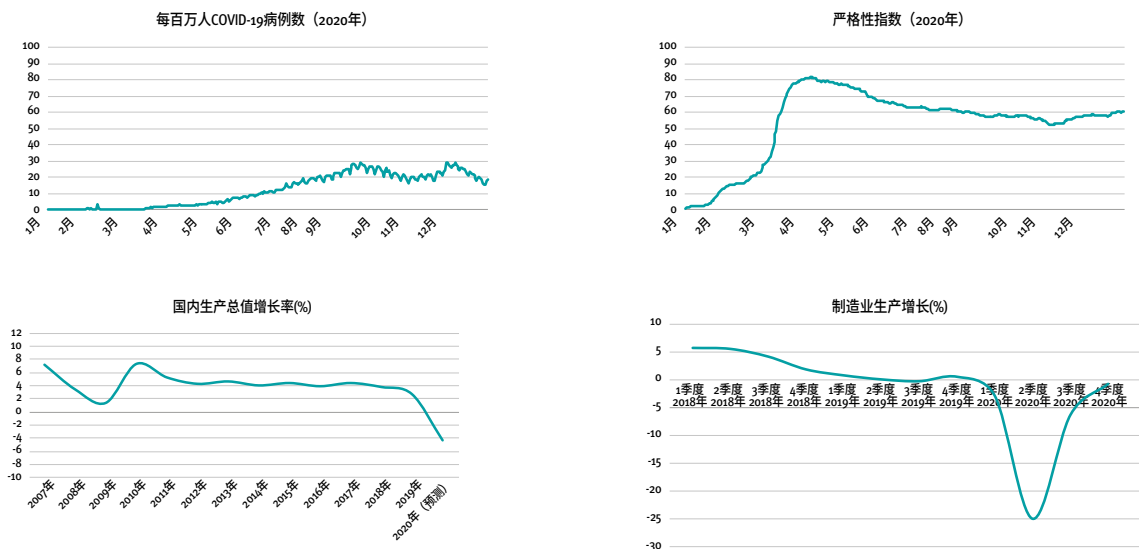 每百万人COVID-19病例数（2020年）
100
90
80
70
60
50
40
30
20
10
0
1月
2月
3月
4月
5月
6月
7月
8月
9月
10月
11月
12月
严格性指数（2020年）
100
90
80
70
60
50
40
30
20
10
0
1月
2月
3月
4月
5月
6月
7月
8月
9月
10月
11月
12月
国内生产总值增长率(%)
12
10
8
6
4
2
0
-2
-4
-6
-8
-10
2007年
2008年
2009年
2010年
2011年
2012年
2013年
2014年
2015年
2016年
2017年
2018年
2019年
2020年（预测）
制造业生产增长(%)
10
5
0
-5
-10
-15
-20
-25
-30
1季度
2018年
2季度
2018年
3季度
2018年
4季度
2018年
1季度
2019年
2季度
2019年
3季度
2019年
4季度
2019年
1季度
2020年
2季度
2020年
3季度
2020年
4季度
2020年